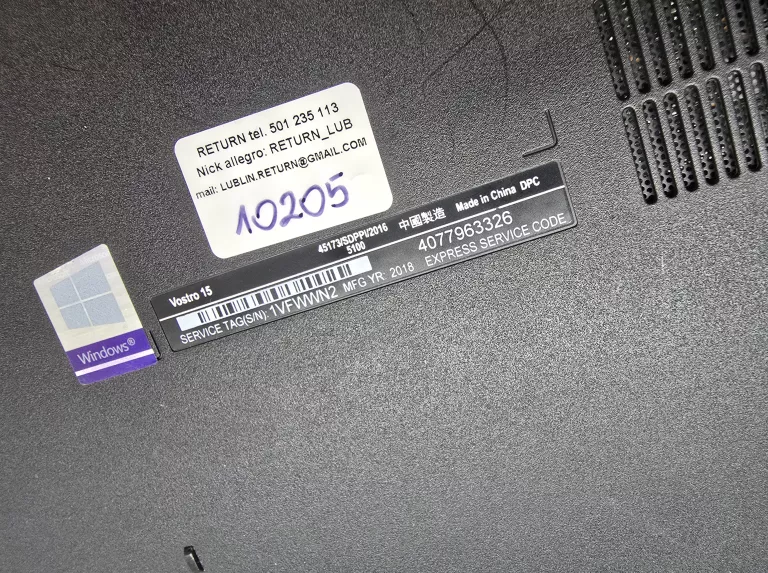 RETURN tel. 501 235 113
Nick allegro: RETURN_LUB
mail: LUBLIN.RETURN@GMAIL.COM
10205
Vostro 15
45173/SDPPI/2016
5100
中國製造
Made in China DPC
SERVICE TAG(S/N): 1VFWWN2 MFG YR: 2018
4077963326
EXPRESS SERVICE CODE
Windows®